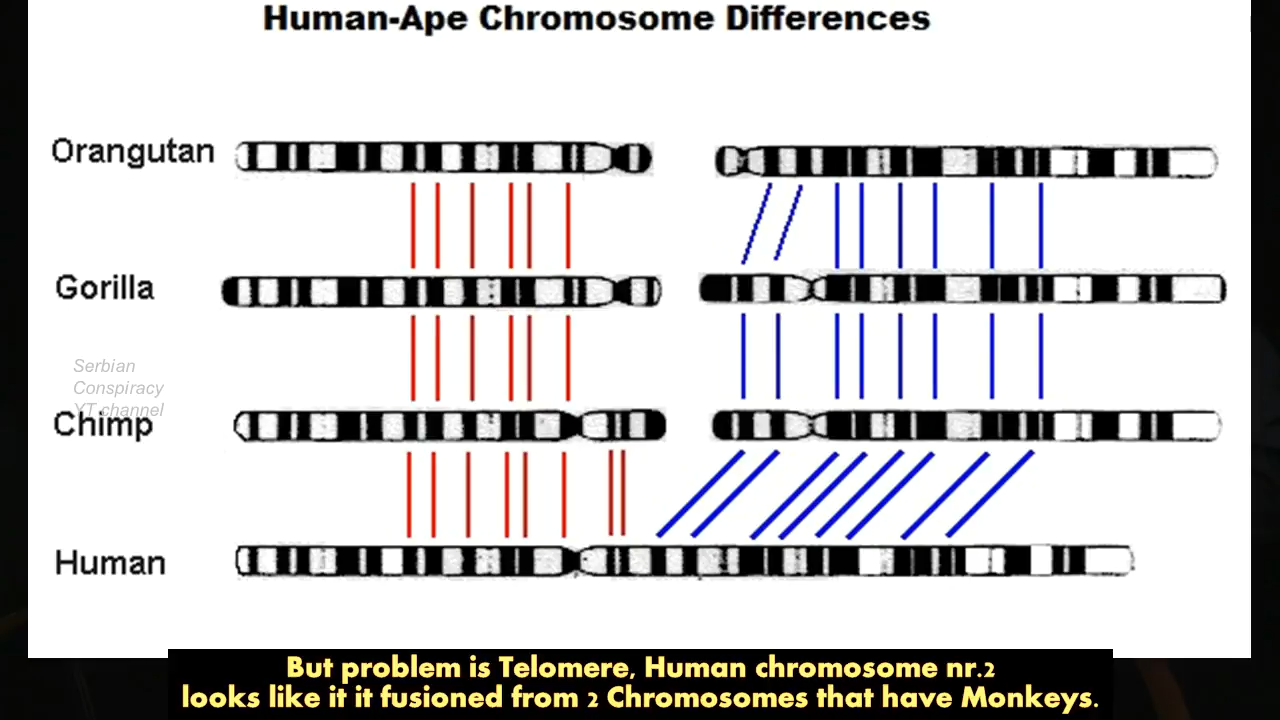 Human-Ape Chromosome Differences
Orangutan
Gorilla
Serbian
Conspiracy
YT channel
Chimp
Human
But problem is Telomere, Human chromosome nr.2
looks like it it fusioned from 2 Chromosomes that have Monkeys.